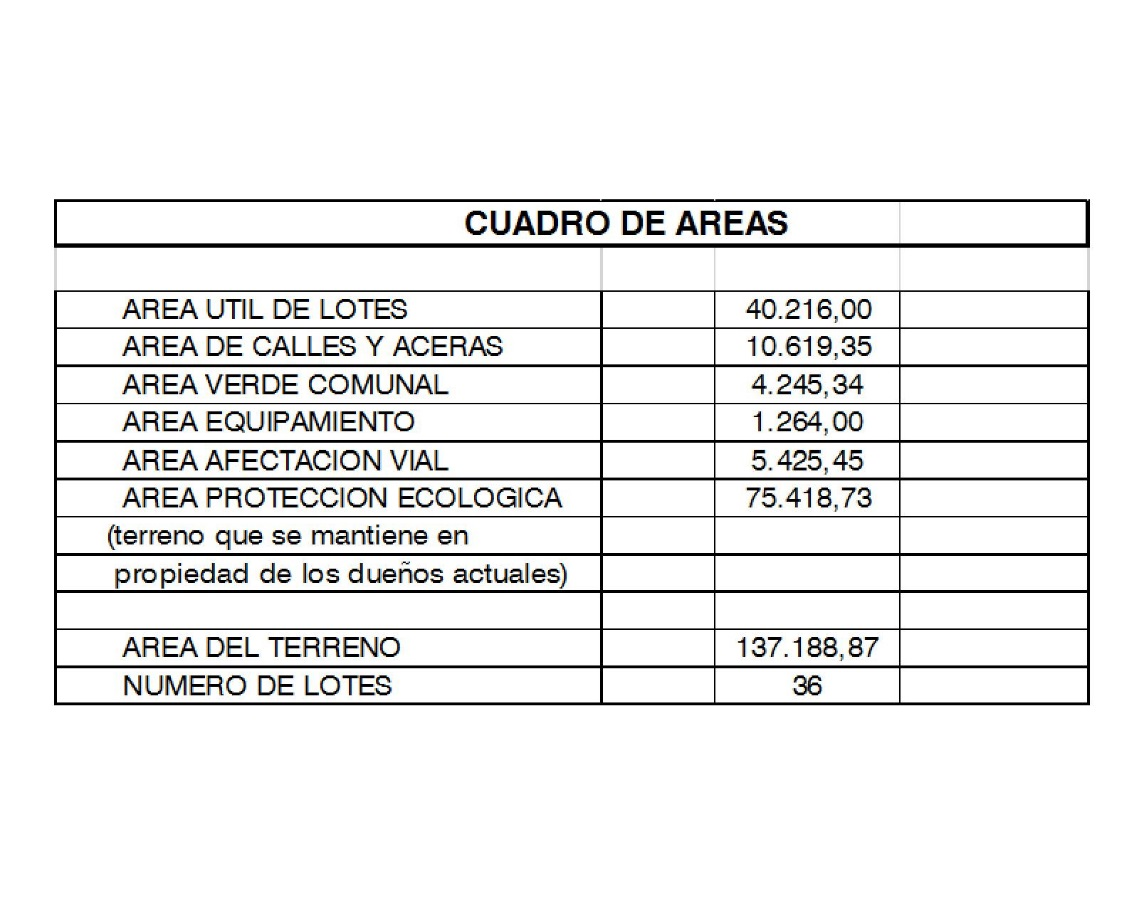 CUADRO DE AREAS
AREA UTIL DE LOTES 40.216,00
AREA DE CALLES Y ACERAS 10.619,35
AREA VERDE COMUNAL 4.245,34
AREA EQUIPAMIENTO 1.264,00
AREA AFECTACION VIAL 5.425,45
AREA PROTECCION ECOLOGICA 75.418,73
(terreno que se mantiene en
propiedad de los dueños actuales)
AREA DEL TERRENO 137.188,87
NUMERO DE LOTES 36